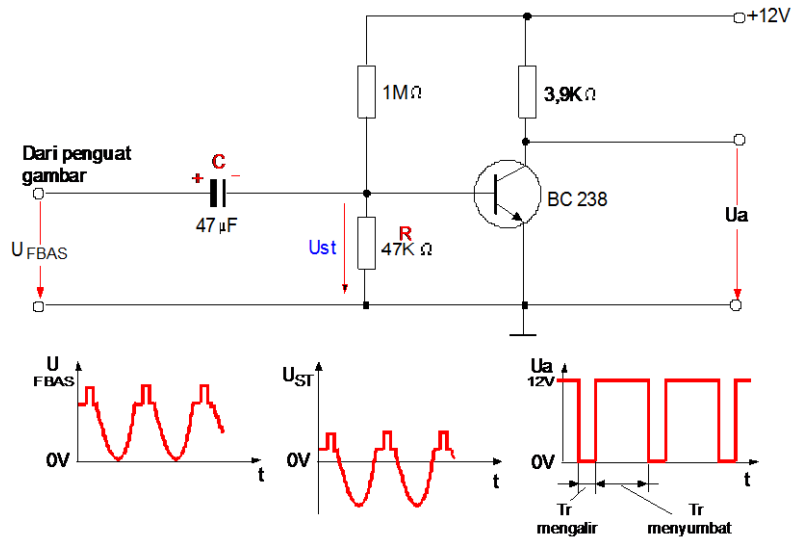 +12V
1MΩ
3,9KΩ
Dari penguat
gambar
C
+ −
47 µF
BC 238
U FBAS
Ust
R
47K Ω
Ua
U
FBAS
0V
t
UST
0V
t
Ua
12V
0V
t
Tr
mengalir
Tr
menyumbat